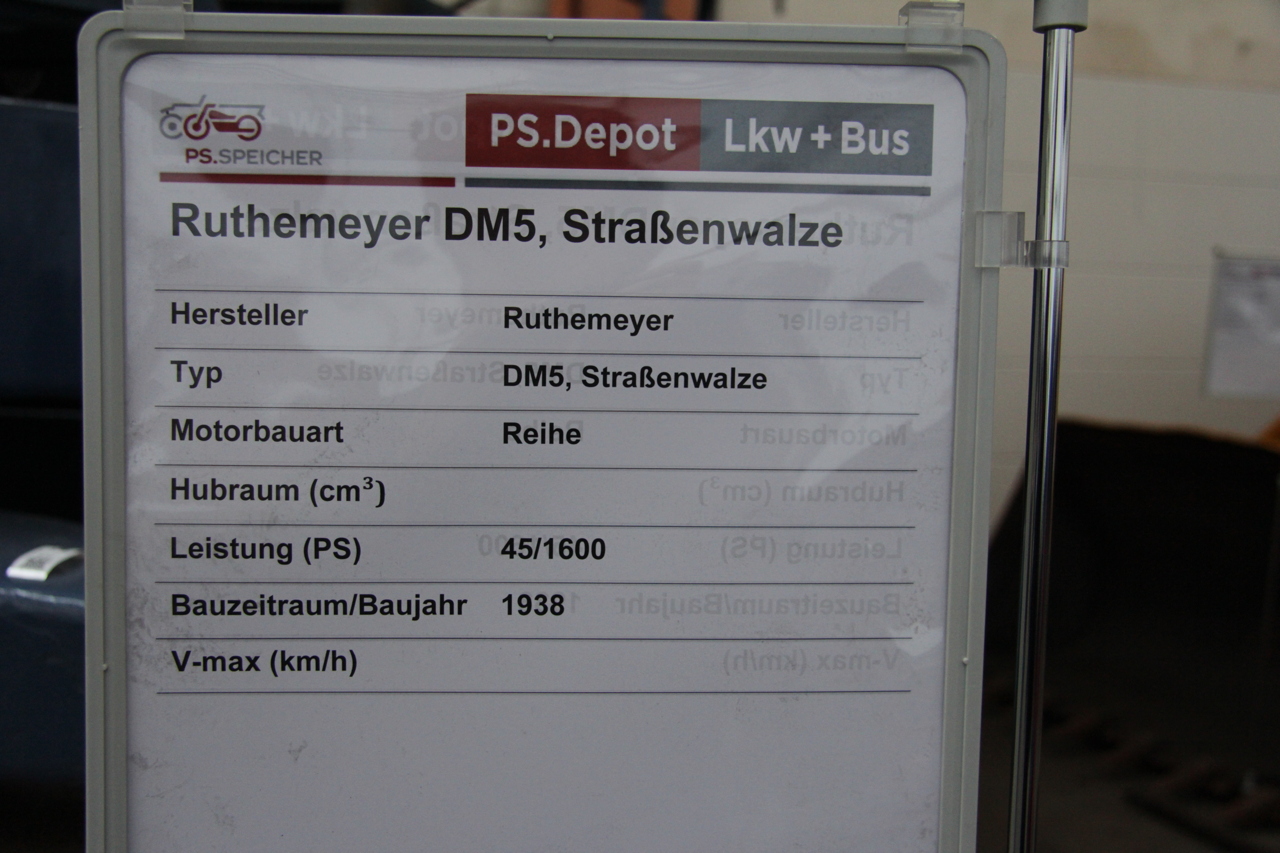 PS.SPEICHER
PS.Depot Lkw + Bus
Ruthemeyer DM5, Straßenwalze
Hersteller Ruthemeyer
Typ DM5, Straßenwalze
Motorbauart Reihe
Hubraum (cm³)
Leistung (PS) 45/1600
Bauzeitraum/Baujahr 1938
V-max (km/h)